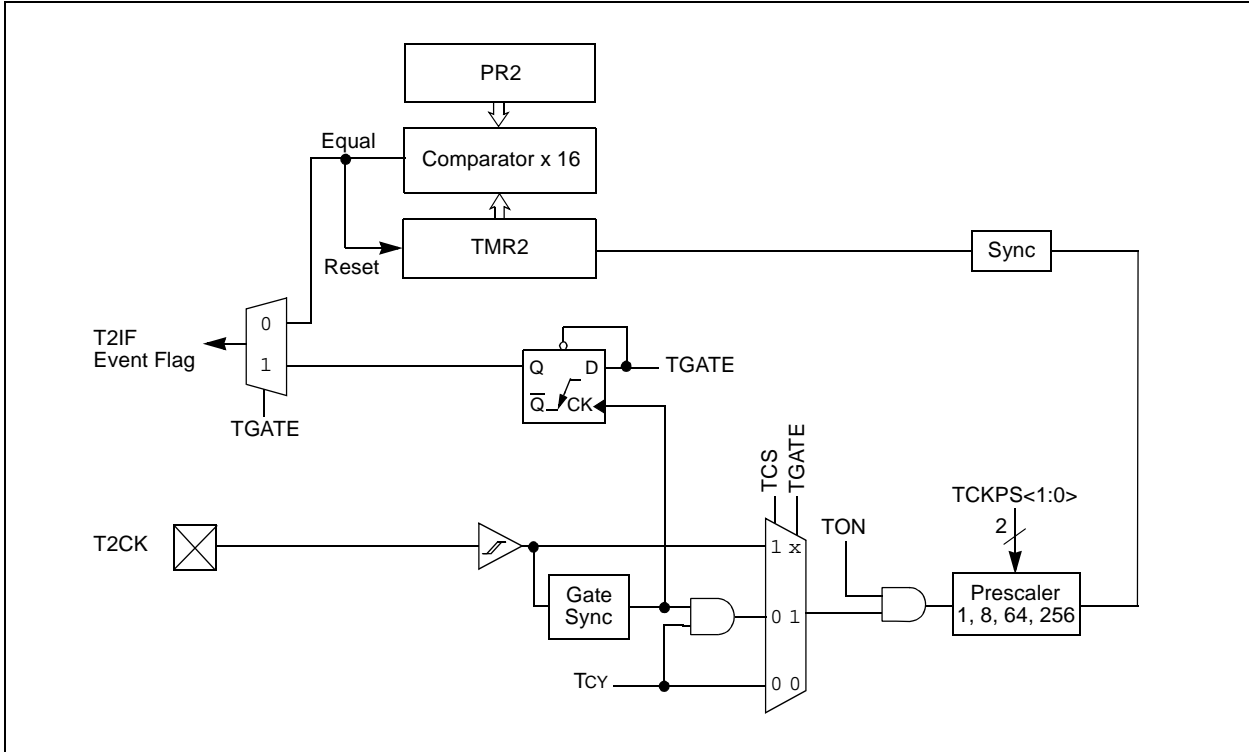 PR2
Equal
Comparator x 16
TMR2
Reset
Sync
0
T2IF
Event Flag
1
TGATE
Q
D
TGATE
Q̅
CK
TCS
TGATE
TCKPS<1:0>
2
TON
T2CK
1 x
Gate
Sync
0 1
Prescaler
1, 8, 64, 256
TCY
0 0